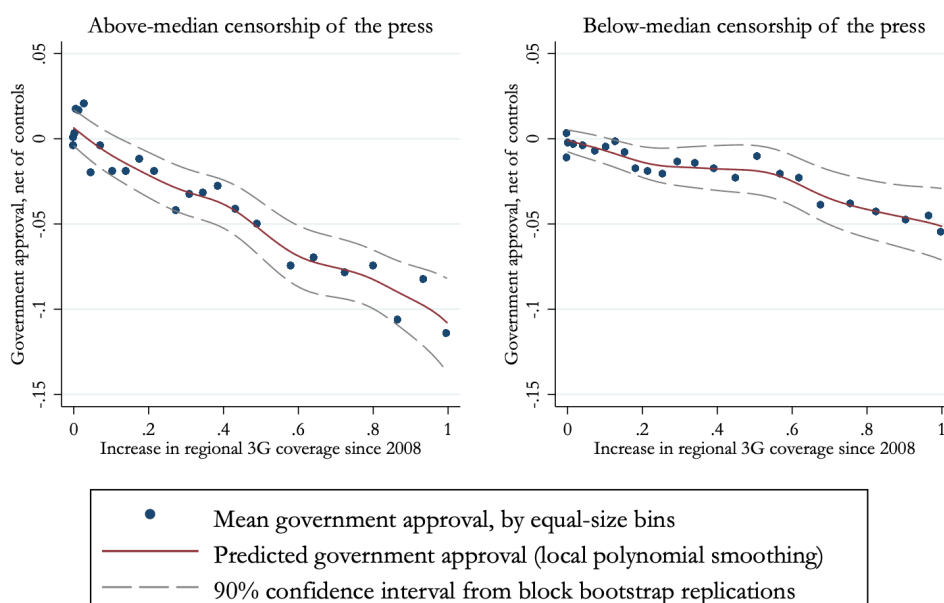 Above-median censorship of the press
Government approval, net of controls
.05
0
-.05
-.1
-.15
0 .2 .4 .6 .8 1
Increase in regional 3G coverage since 2008
Below-median censorship of the press
Government approval, net of controls
.05
0
-.05
-.1
-.15
0 .2 .4 .6 .8 1
Increase in regional 3G coverage since 2008
Mean government approval, by equal-size bins
Predicted government approval (local polynomial smoothing)
90% confidence interval from block bootstrap replications